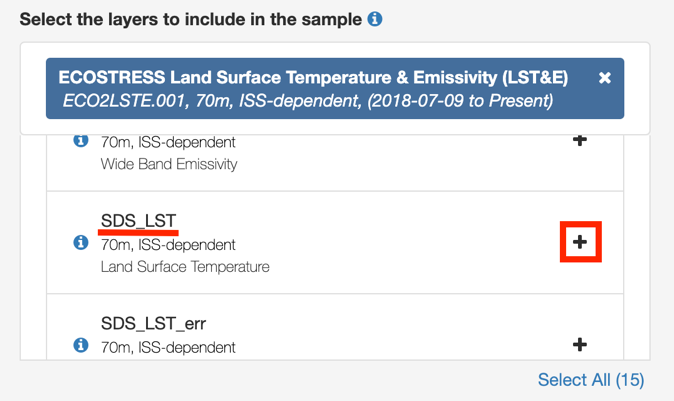 Select the layers to include in the sample
ECOSTRESS Land Surface Temperature & Emissivity (LST&E)
ECO2LSTE.001, 70m, ISS-dependent, (2018-07-09 to Present)
70m, ISS-dependent
Wide Band Emissivity
SDS_LST
70m, ISS-dependent
Land Surface Temperature
SDS_LST_err
70m, ISS-dependent
Select All (15)